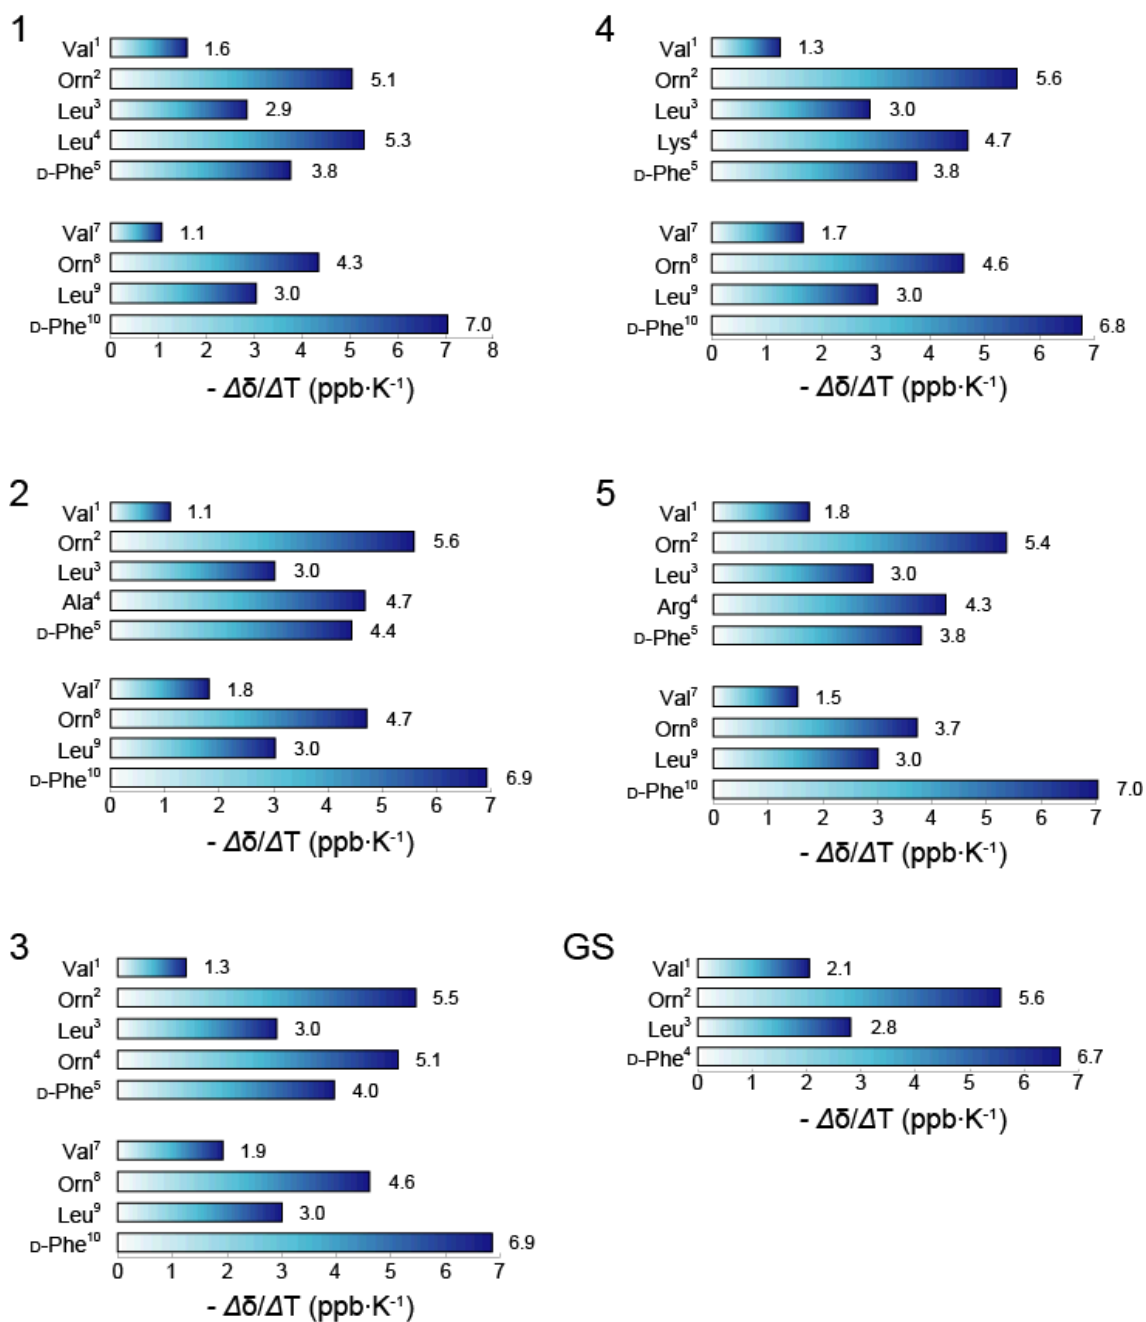 1
Val¹ 1.6
Orn² 5.1
Leu³ 2.9
Leu⁴ 5.3
D-Phe⁵ 3.8
Val⁷ 1.1
Orn⁸ 4.3
Leu⁹ 3.0
D-Phe¹⁰ 7.0
0 1 2 3 4 5 6 7 8
- Δδ/ΔT (ppb·K⁻¹)
4
Val¹ 1.3
Orn² 5.6
Leu³ 3.0
Lys⁴ 4.7
D-Phe⁵ 3.8
Val⁷ 1.7
Orn⁸ 4.6
Leu⁹ 3.0
D-Phe¹⁰ 6.8
0 1 2 3 4 5 6 7
- Δδ/ΔT (ppb·K⁻¹)
2
Val¹ 1.1
Orn² 5.6
Leu³ 3.0
Ala⁴ 4.7
D-Phe⁵ 4.4
Val⁷ 1.8
Orn⁸ 4.7
Leu⁹ 3.0
D-Phe¹⁰ 6.9
0 1 2 3 4 5 6 7
- Δδ/ΔT (ppb·K⁻¹)
5
Val¹ 1.8
Orn² 5.4
Leu³ 3.0
Arg⁴ 4.3
D-Phe⁵ 3.8
Val⁷ 1.5
Orn⁸ 3.7
Leu⁹ 3.0
D-Phe¹⁰ 7.0
0 1 2 3 4 5 6 7
- Δδ/ΔT (ppb·K⁻¹)
3
Val¹ 1.3
Orn² 5.5
Leu³ 3.0
Orn⁴ 5.1
D-Phe⁵ 4.0
Val⁷ 1.9
Orn⁸ 4.6
Leu⁹ 3.0
D-Phe¹⁰ 6.9
0 1 2 3 4 5 6 7
- Δδ/ΔT (ppb·K⁻¹)
GS
Val¹ 2.1
Orn² 5.6
Leu³ 2.8
D-Phe⁴ 6.7
0 1 2 3 4 5 6 7
- Δδ/ΔT (ppb·K⁻¹)